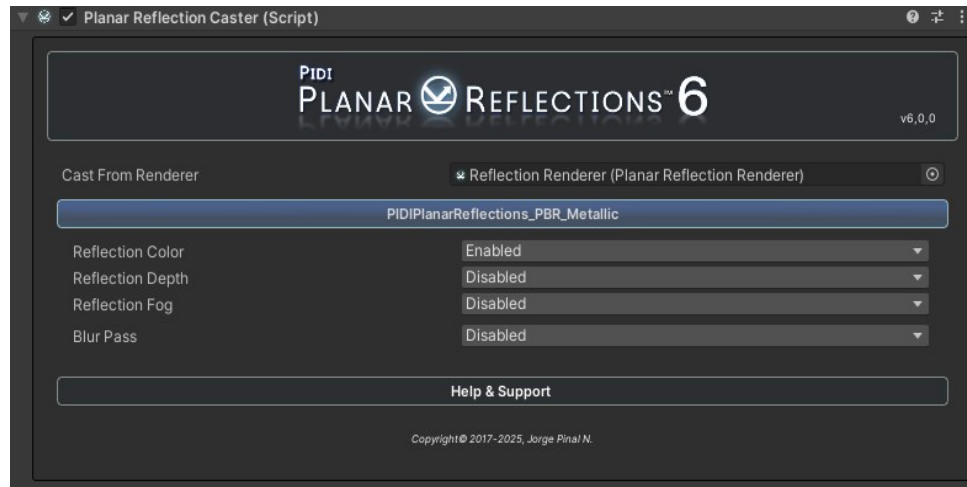 Planar Reflection Caster (Script)
PIDI
PLANAR REFLECTIONS™ 6
v6,0,0
Cast From Renderer Reflection Renderer (Planar Reflection Renderer)
PIDIPlanarReflections_PBR_Metallic
Reflection Color Enabled
Reflection Depth Disabled
Reflection Fog Disabled
Blur Pass Disabled
Help & Support
Copyright© 2017-2025, Jorge Pinal N.